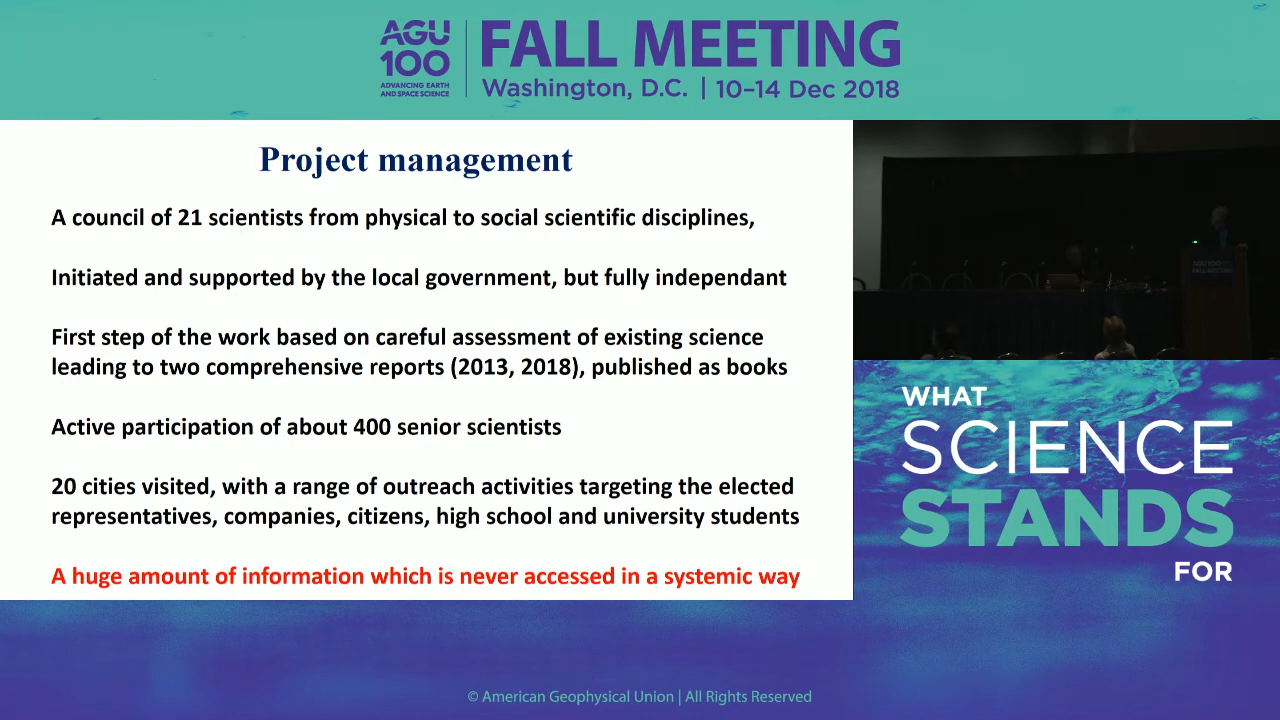 AGU
100
ADVANCING EARTH
AND SPACE SCIENCE
FALL MEETING
Washington, D.C. | 10–14 Dec 2018
Project management
A council of 21 scientists from physical to social scientific disciplines,
Initiated and supported by the local government, but fully independant
First step of the work based on careful assessment of existing science
leading to two comprehensive reports (2013, 2018), published as books
Active participation of about 400 senior scientists
20 cities visited, with a range of outreach activities targeting the elected
representatives, companies, citizens, high school and university students
A huge amount of information which is never accessed in a systemic way
AGU100
FALL MEETING
WHAT
SCIENCE
STANDS
FOR
© American Geophysical Union | All Rights Reserved